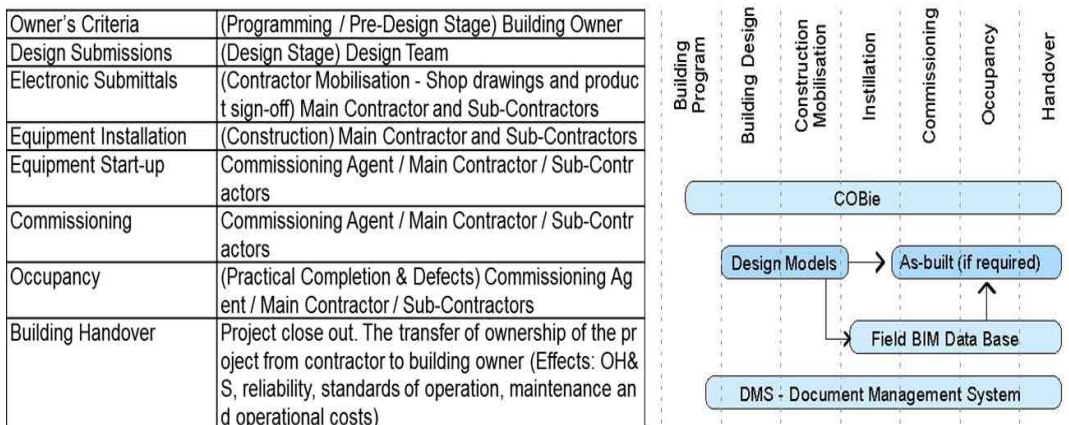 Owner's Criteria
(Programming / Pre-Design Stage) Building Owner
Design Submissions
(Design Stage) Design Team
Electronic Submittals
(Contractor Mobilisation - Shop drawings and produc
t sign-off) Main Contractor and Sub-Contractors
Equipment Installation
(Construction) Main Contractor and Sub-Contractors
Equipment Start-up
Commissioning Agent / Main Contractor / Sub-Contr
actors
Commissioning
Commissioning Agent / Main Contractor / Sub-Contr
actors
Occupancy
(Practical Completion & Defects) Commissioning Ag
ent / Main Contractor / Sub-Contractors
Building Handover
Project close out. The transfer of ownership of the pr
oject from contractor to building owner (Effects: OH&
S, reliability, standards of operation, maintenance an
d operational costs)
Building
Program
Building Design
Construction
Mobilisation
Instilation
Commissioning
Occupancy
Handover
COBie
Design Models
As-built (if required)
Field BIM Data Base
DMS - Document Management System